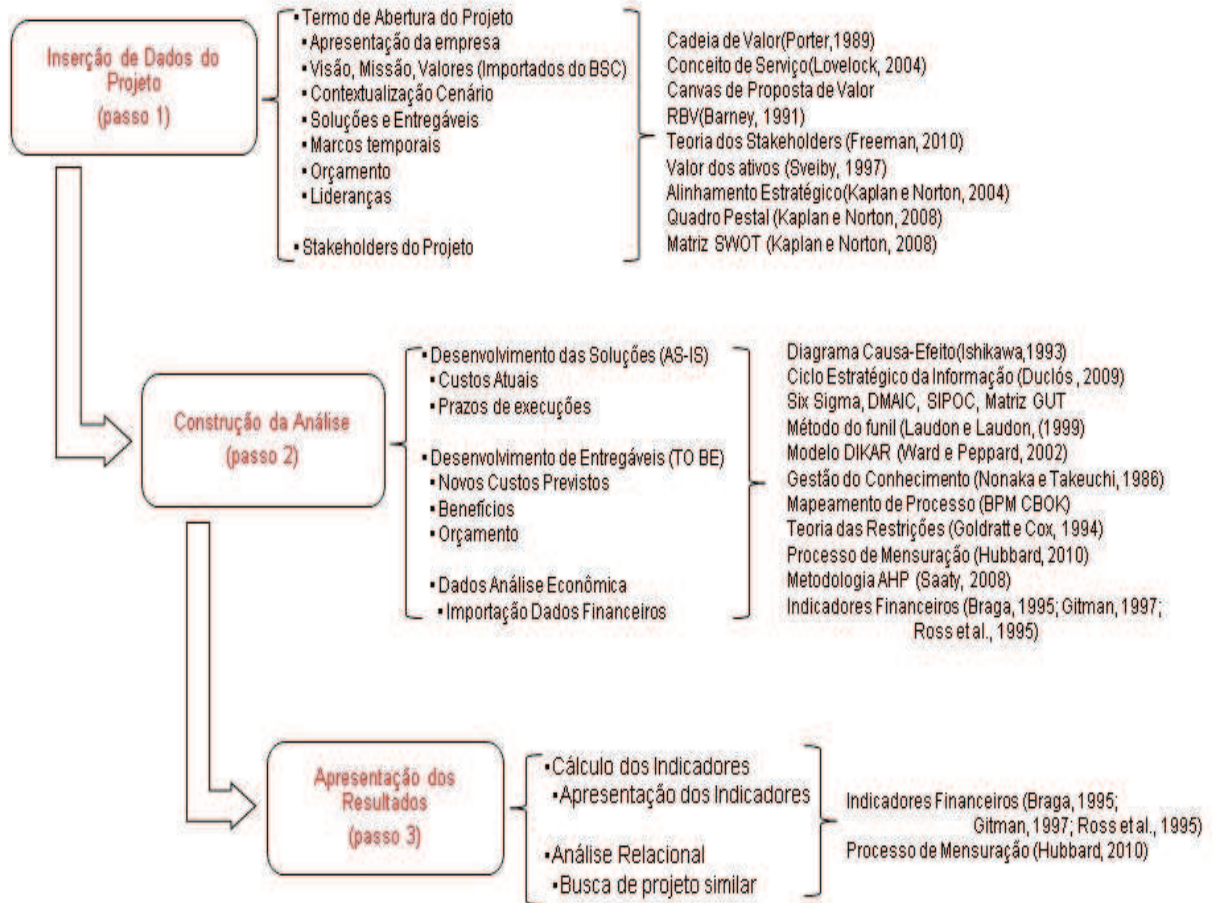 Inserção de Dados do
Projeto
(passo 1)
▪ Termo de Abertura do Projeto
▪ Apresentação da empresa
▪ Visão, Missão, Valores (Importados do BSC)
▪ Contextualização Cenário
▪ Soluções e Entregáveis
▪ Marcos temporais
▪ Orçamento
▪ Lideranças
▪ Stakeholders do Projeto
Cadeia de Valor(Porter,1989)
Conceito de Serviço(Lovelock, 2004)
Canvas de Proposta de Valor
RBV(Barney, 1991)
Teoria dos Stakeholders (Freeman, 2010)
Valor dos ativos (Sveiby, 1997)
Alinhamento Estratégico(Kaplan e Norton, 2004)
Quadro Pestal (Kaplan e Norton, 2008)
Matriz SWOT (Kaplan e Norton, 2008)
Construção da Análise
(passo 2)
▪ Desenvolvimento das Soluções (AS-IS)
▪ Custos Atuais
▪ Prazos de execuções
▪ Desenvolvimento de Entregáveis (TO BE)
▪ Novos Custos Previstos
▪ Benefícios
▪ Orçamento
▪ Dados Análise Econômica
▪ Importação Dados Financeiros
Diagrama Causa-Efeito(Ishikawa,1993)
Ciclo Estratégico da Informação (Duclós , 2009)
Six Sigma, DMAIC, SIPOC, Matriz GUT
Método do funil (Laudon e Laudon, (1999)
Modelo DIKAR (Ward e Peppard, 2002)
Gestão do Conhecimento (Nonaka e Takeuchi, 1986)
Mapeamento de Processo (BPM CBOK)
Teoria das Restrições (Goldratt e Cox, 1994)
Processo de Mensuração (Hubbard, 2010)
Metodologia AHP (Saaty, 2008)
Indicadores Financeiros (Braga, 1995; Gitman, 1997;
Ross et al., 1995)
Apresentação dos
Resultados
(passo 3)
▪ Cálculo dos Indicadores
▪ Apresentação dos Indicadores
▪ Análise Relacional
▪ Busca de projeto similar
Indicadores Financeiros (Braga, 1995;
Gitman, 1997; Ross et al., 1995)
Processo de Mensuração (Hubbard, 2010)